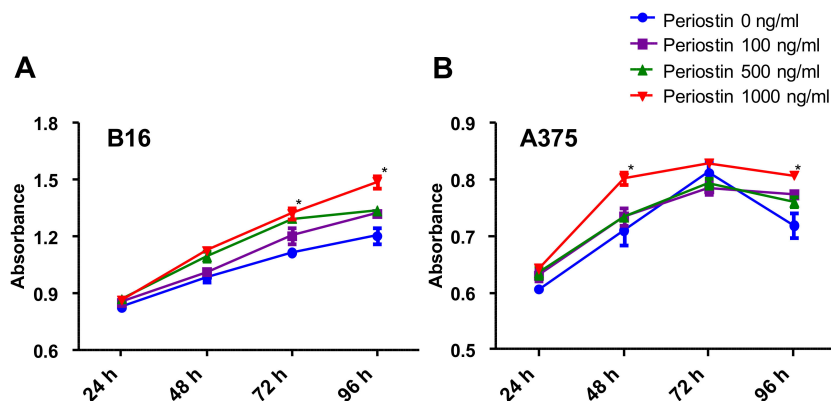 Periostin 0 ng/ml
Periostin 100 ng/ml
Periostin 500 ng/ml
Periostin 1000 ng/ml
A
B16
Absorbance
1.8
1.5
1.2
0.9
0.6
*
*
24 h
48 h
72 h
96 h
B
A375
Absorbance
0.9
0.8
0.7
0.6
0.5
*
*
24 h
48 h
72 h
96 h